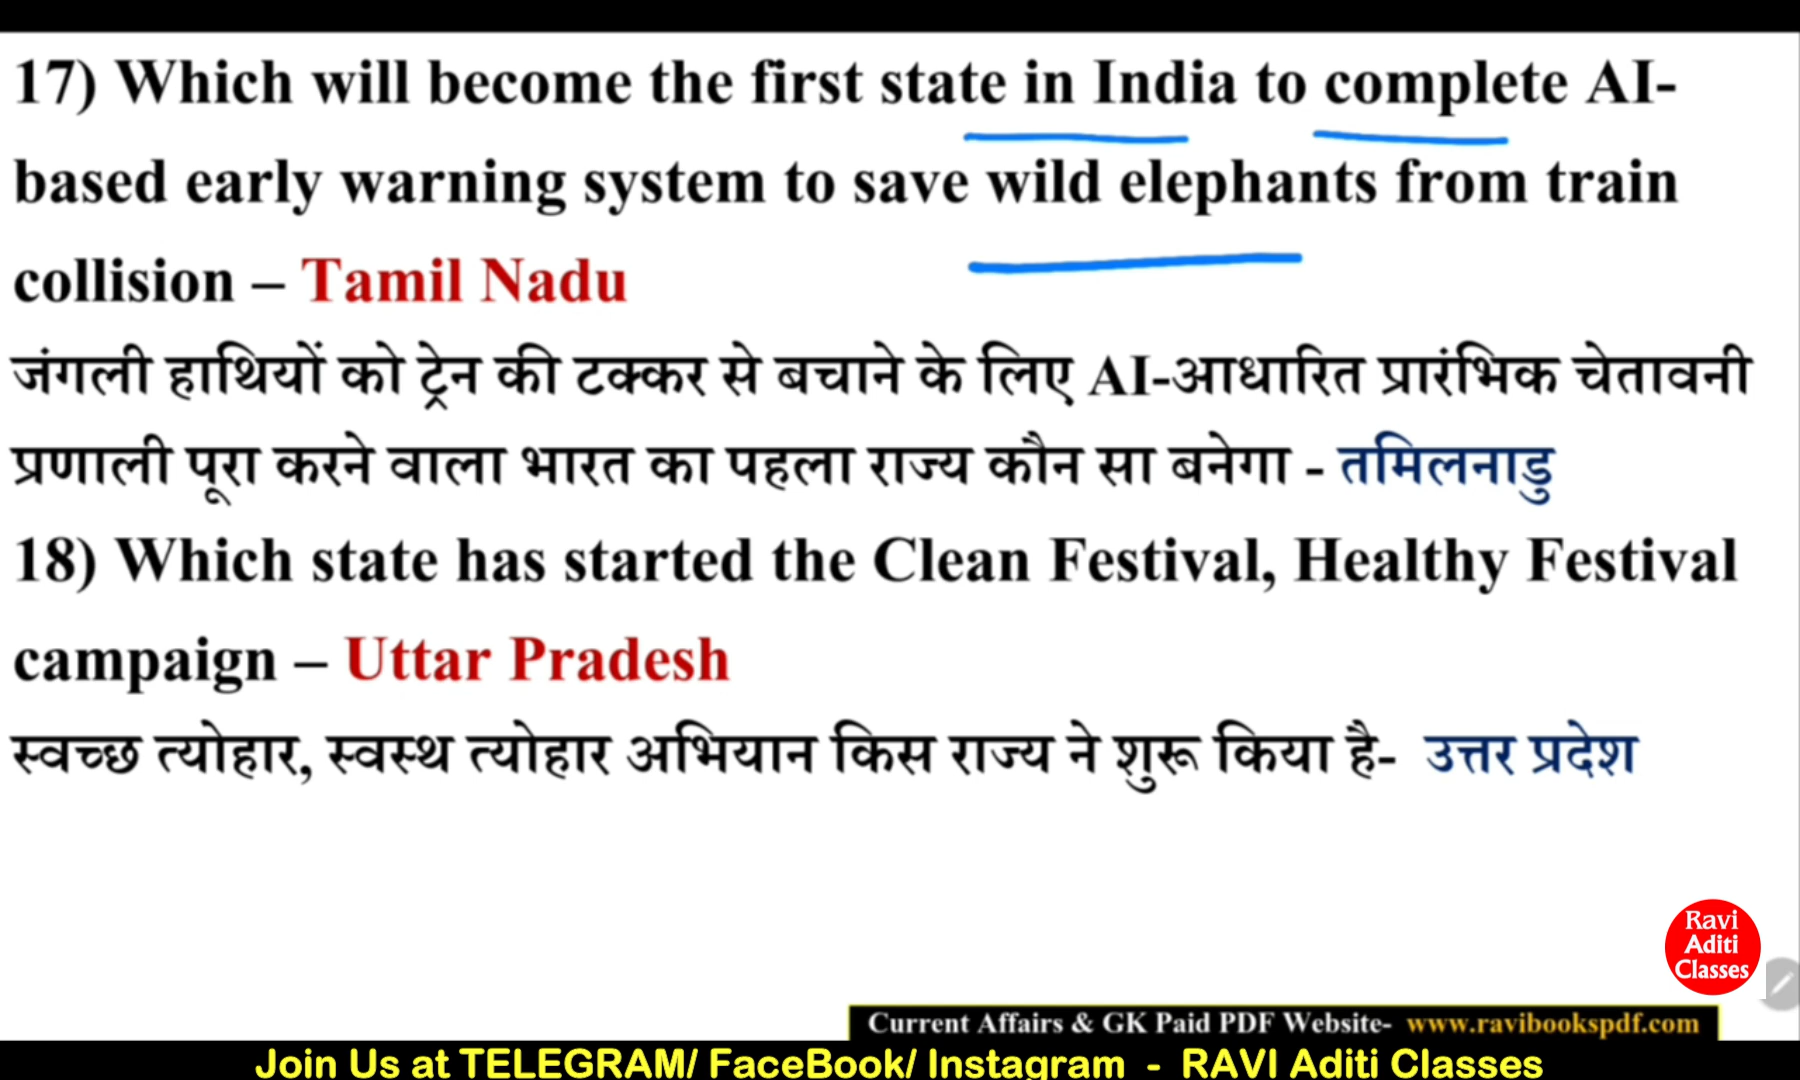 17) Which will become the first state in India to complete AI-
based early warning system to save wild elephants from train
collision – Tamil Nadu
जंगली हाथियों को ट्रेन की टक्कर से बचाने के लिए AI-आधारित प्रारंभिक चेतावनी
प्रणाली पूरा करने वाला भारत का पहला राज्य कौन सा बनेगा - तमिलनाडु
18) Which state has started the Clean Festival, Healthy Festival
campaign – Uttar Pradesh
स्वच्छ त्योहार, स्वस्थ त्योहार अभियान किस राज्य ने शुरू किया है- उत्तर प्रदेश
Ravi
Aditi
Classes
Current Affairs & GK Paid PDF Website- www.ravibookspdf.com
Join Us at TELEGRAM/ FaceBook/ Instagram - RAVI Aditi Classes